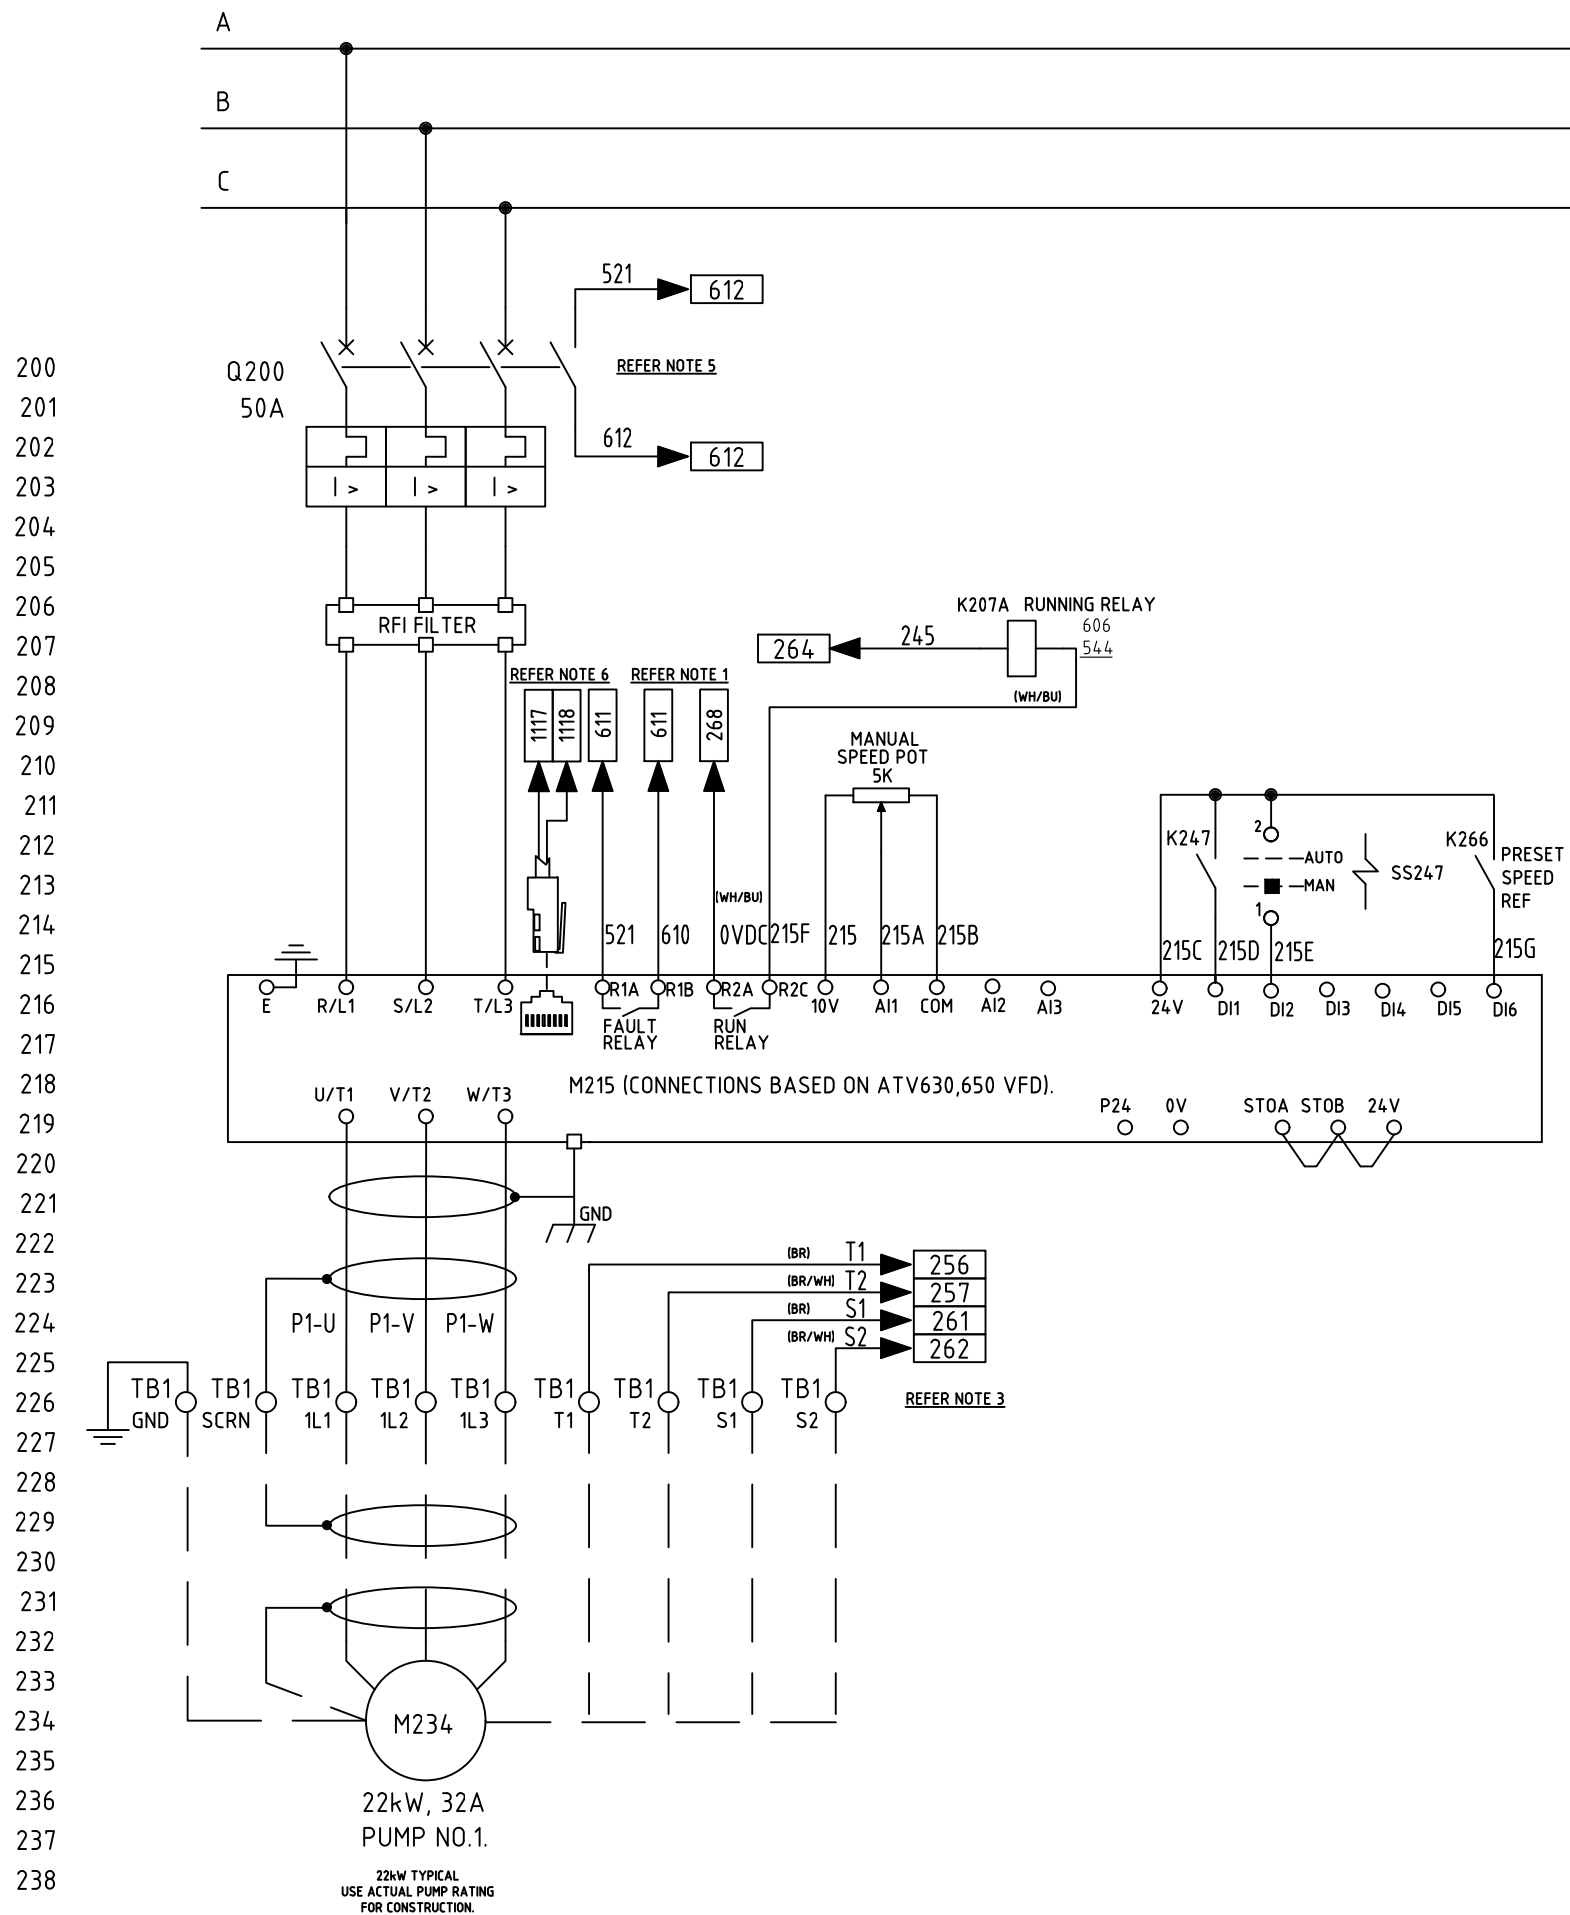 A
B
C
521
612
200
Q200
REFER NOTE 5
201
50A
202
612
612
203
I > I > I >
204
205
206
K207A RUNNING RELAY
RFI FILTER
606
207
264
245
544
208
REFER NOTE 6 REFER NOTE 1
(WH/BU)
209
1117 1118 611 611 268
MANUAL
SPEED POT
5K
210
211
212
K247
2
K266
AUTO
PRESET
SPEED
REF
213
MAN
SS247
(WH/BU)
1
214
521 610 0VDC 215F 215 215A 215B
215C 215D 215E 215G
215
216
E R/L1 S/L2 T/L3 R1A R1B R2A R2C 10V AI1 COM AI2 AI3 24V DI1 DI2 DI3 DI4 DI5 DI6
FAULT
RELAY
RUN
RELAY
217
218
M215 (CONNECTIONS BASED ON ATV630,650 VFD).
U/T1 V/T2 W/T3
219
P24 0V STOA STOB 24V
220
221
GND
222
(BR) T1 256
223
(BR/WH) T2 257
224
P1-U P1-V P1-W
(BR) S1 261
(BR/WH) S2 262
225
226
TB1 TB1 TB1 TB1 TB1 TB1 TB1 TB1 TB1
GND SCRN 1L1 1L2 1L3 T1 T2 S1 S2
REFER NOTE 3
227
228
229
230
231
232
233
234
M234
235
236
22kW, 32A
237
PUMP NO.1.
238
22kW TYPICAL
USE ACTUAL PUMP RATING
FOR CONSTRUCTION.